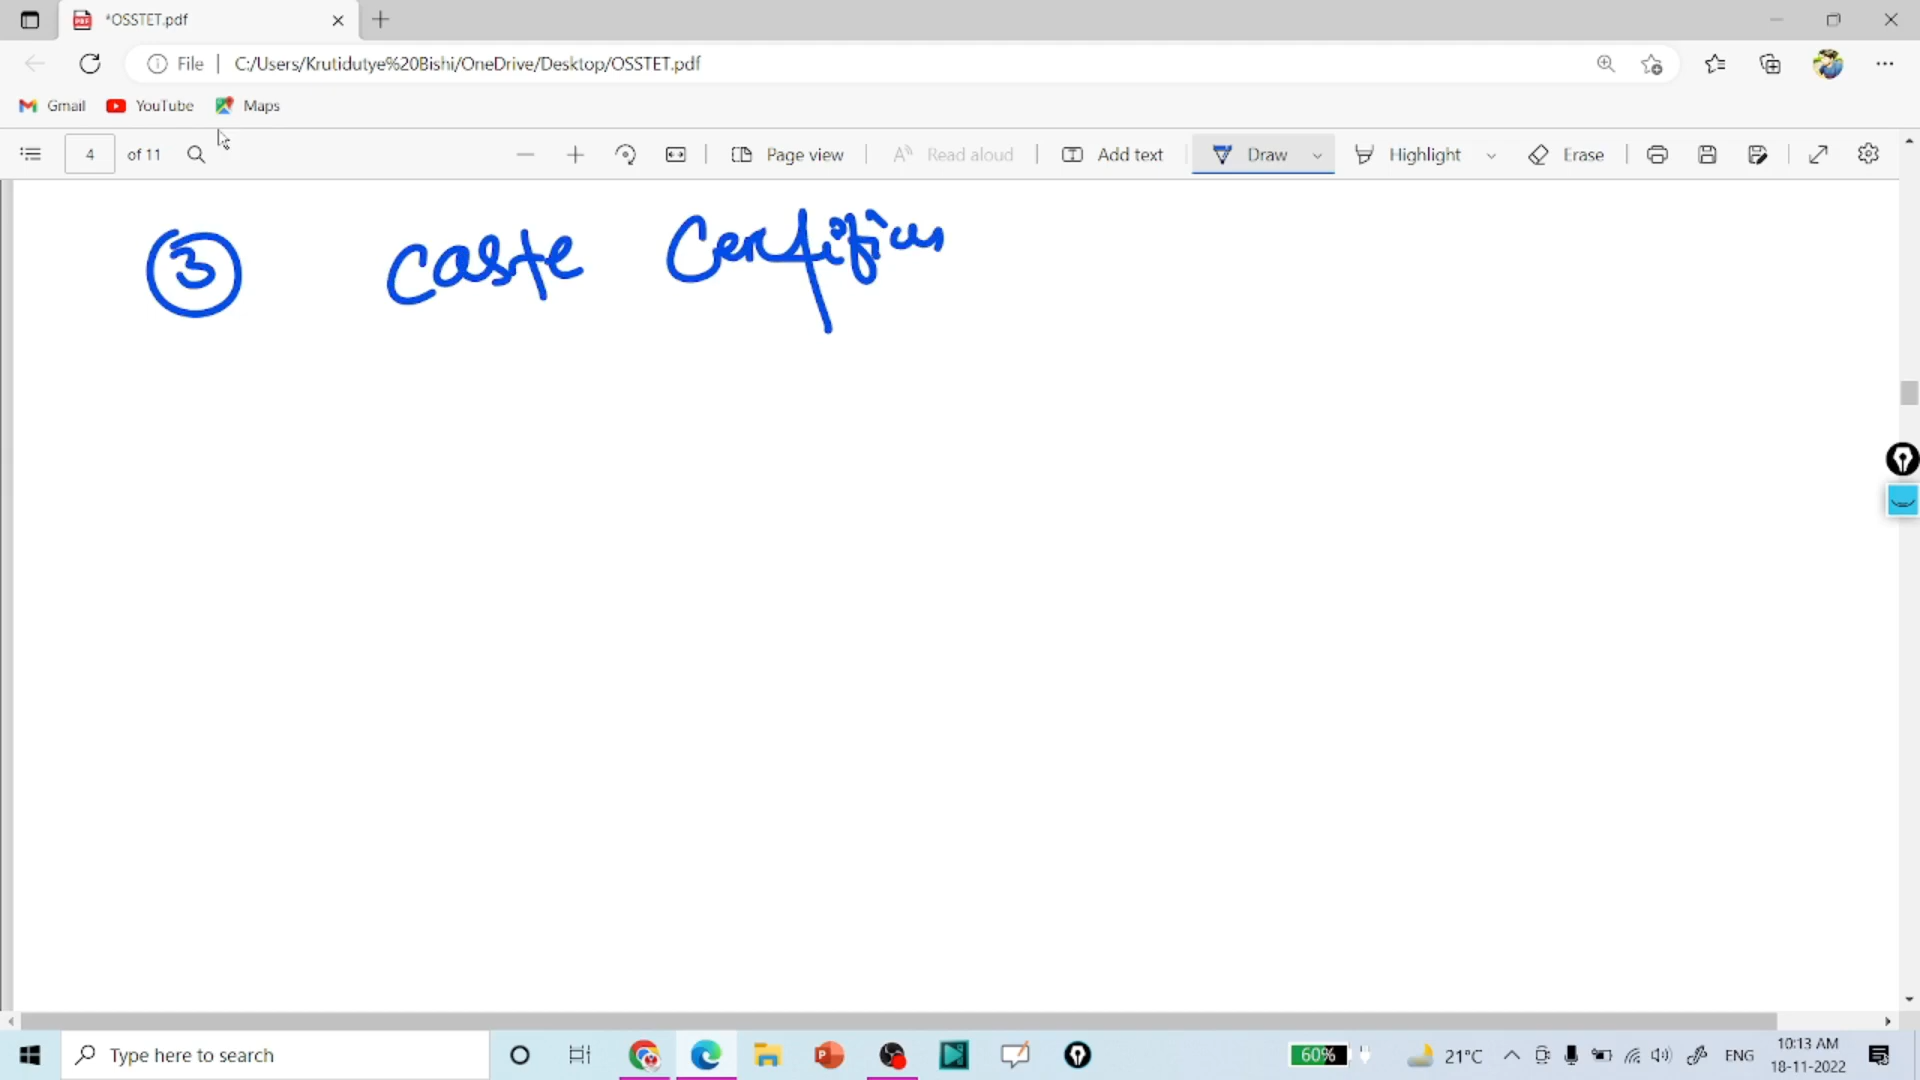 *OSSTET.pdf
File | C:/Users/Krutidutye%20Bishi/OneDrive/Desktop/OSSTET.pdf
Gmail YouTube Maps
4 of 11 Page view Read aloud Add text Draw Highlight Erase
3 Caste
Type here to search 60% 21°C ENG 10:13 AM
18-11-2022